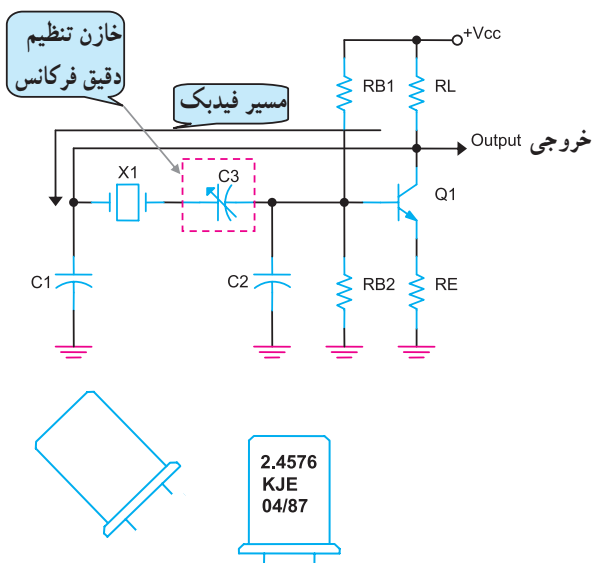 خازن تنظیم
دقیق فرکانس
مسیر فیدبک
+Vcc
RB1
RL
Output خروجی
X1
C3
Q1
C1
C2
RB2
RE
2.4576
KJE
04/87